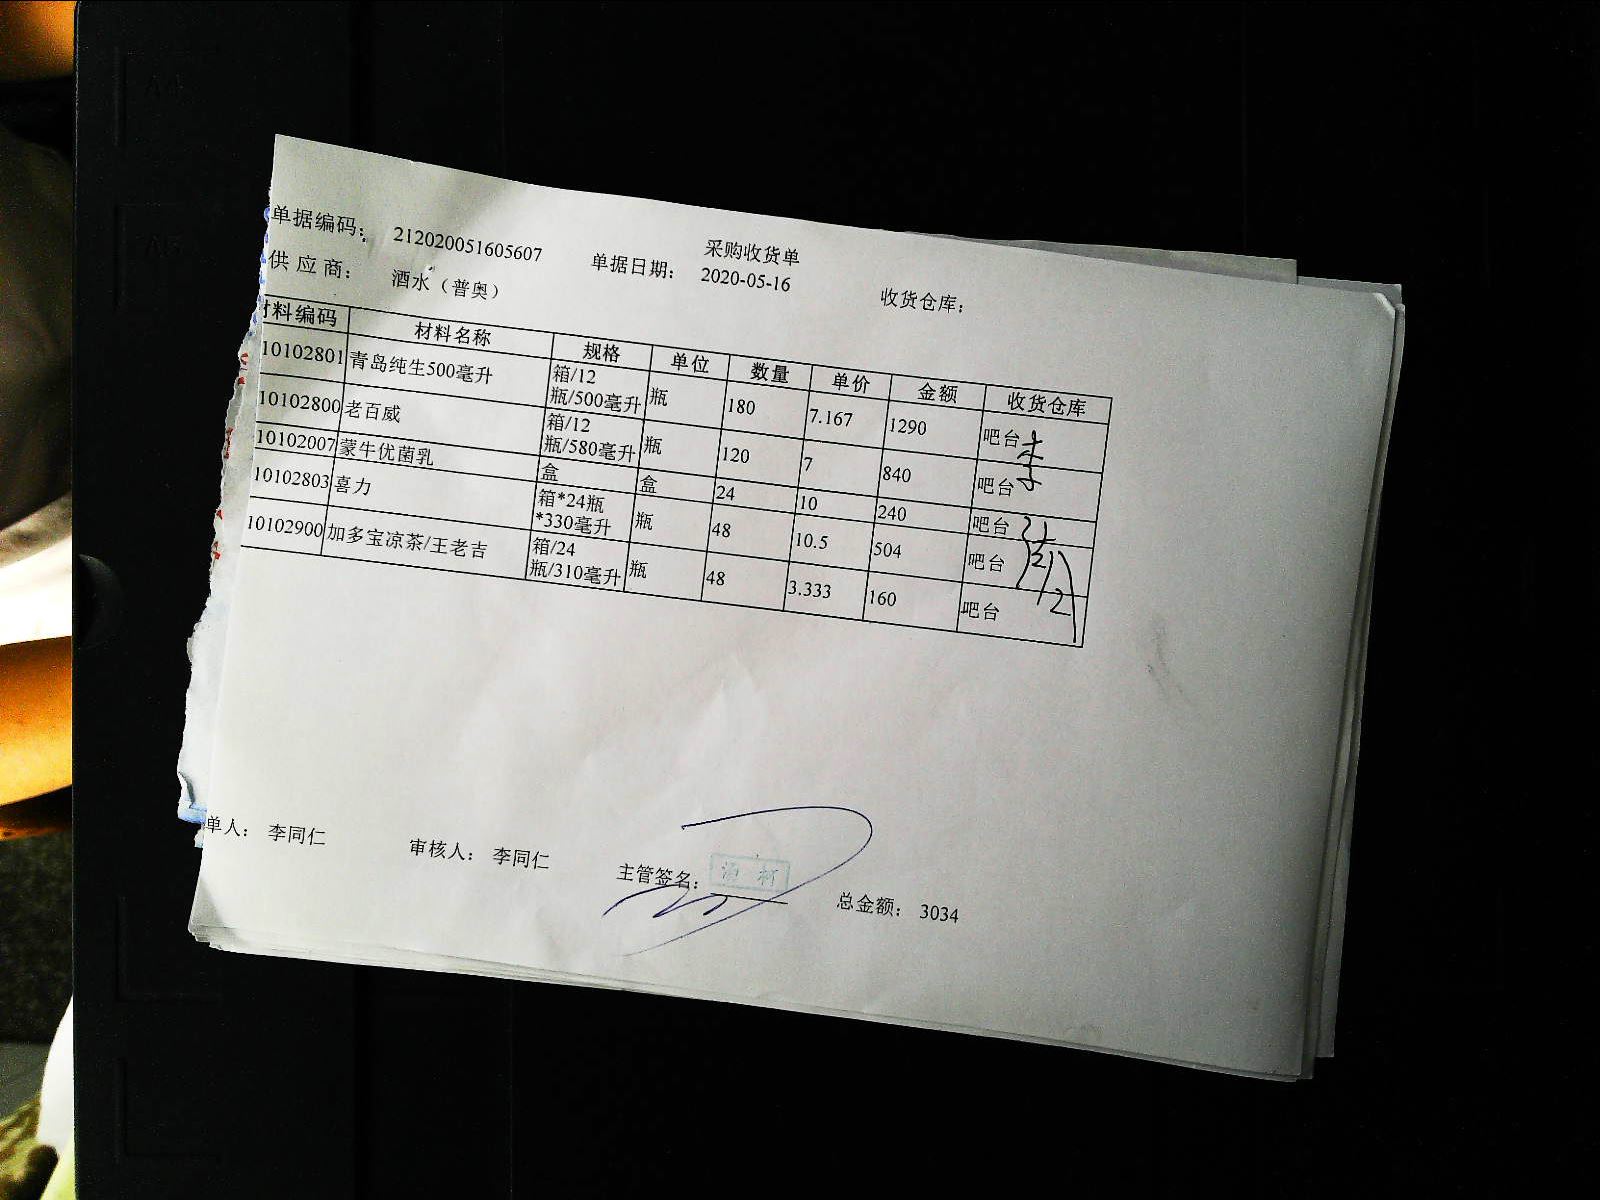 采购收货单
单据编码： 212020051605607 单据日期： 2020-05-16 收货仓库：
供 应 商： 酒水（普奥）
材料编码 材料名称 规格 单位 数量 单价 金额 收货仓库
10102801 青岛纯生500毫升 箱/12瓶/500毫升 瓶 180 7.167 1290 吧台
10102800 老百威 箱/12瓶/580毫升 瓶 120 7 840 吧台
10102007 蒙牛优菌乳 盒 盒 24 10 240 吧台
10102803 喜力 箱*24瓶*330毫升 瓶 48 10.5 504 吧台
10102900 加多宝凉茶/王老吉 箱/24瓶/310毫升 瓶 48 3.333 160 吧台
单人： 李同仁 审核人： 李同仁 主管签名： 总金额： 3034